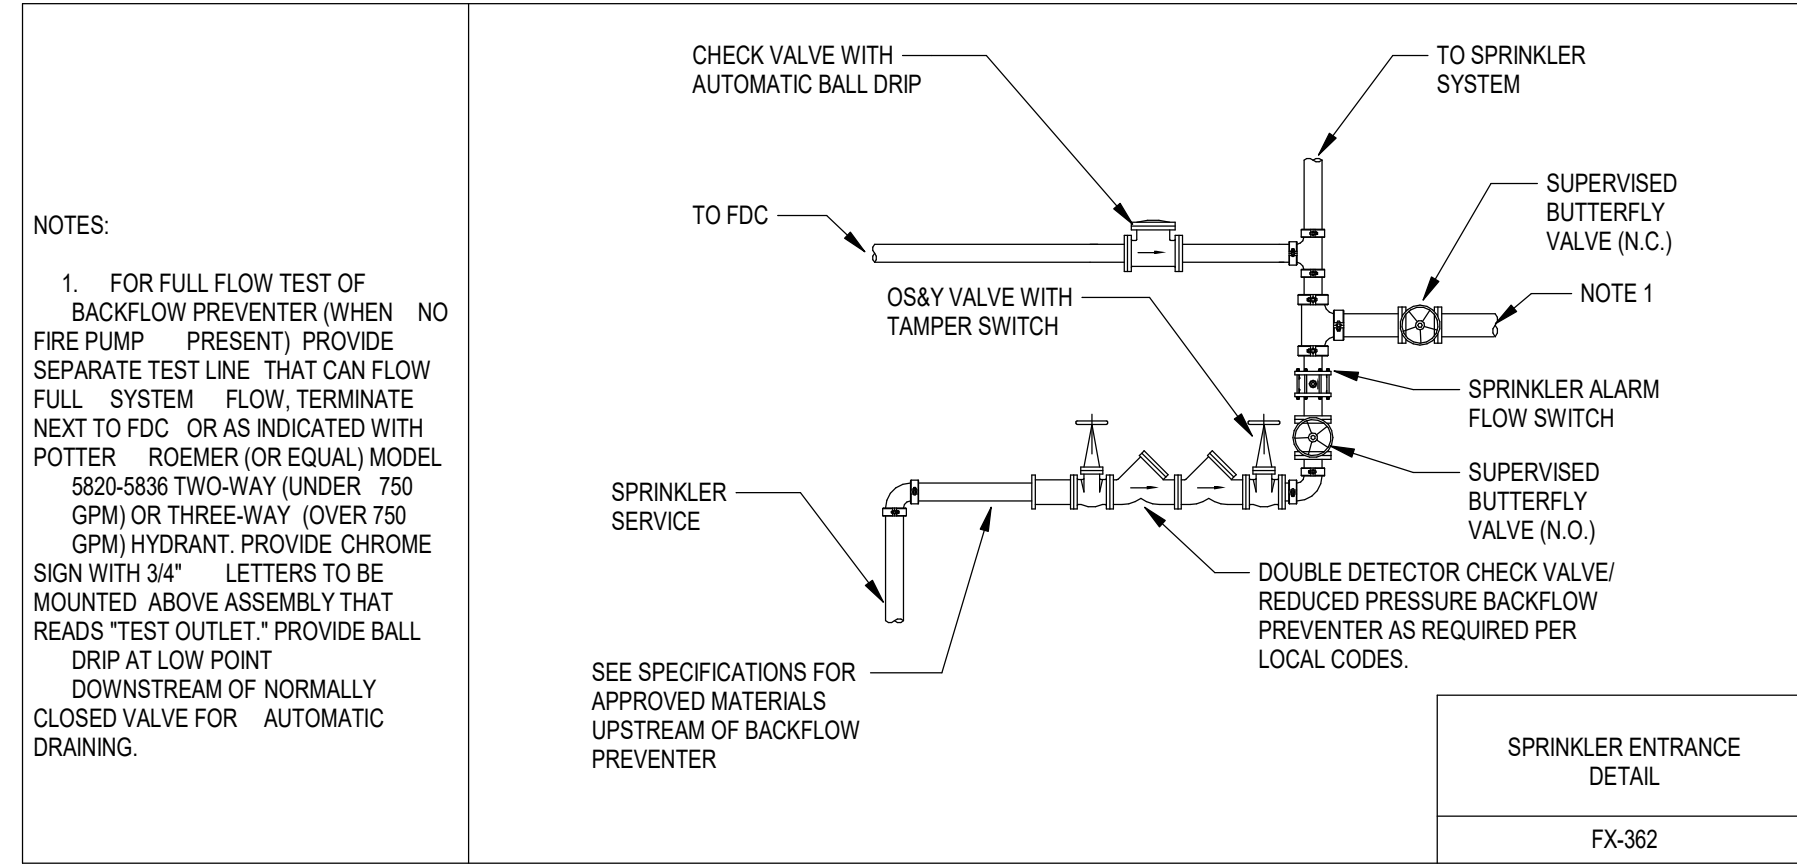 NOTES:
1. FOR FULL FLOW TEST OF
BACKFLOW PREVENTER (WHEN NO
FIRE PUMP PRESENT) PROVIDE
SEPARATE TEST LINE THAT CAN FLOW
FULL SYSTEM FLOW, TERMINATE
NEXT TO FDC OR AS INDICATED WITH
POTTER ROEMER (OR EQUAL) MODEL
5820-5836 TWO-WAY (UNDER 750
GPM) OR THREE-WAY (OVER 750
GPM) HYDRANT. PROVIDE CHROME
SIGN WITH 3/4" LETTERS TO BE
MOUNTED ABOVE ASSEMBLY THAT
READS "TEST OUTLET." PROVIDE BALL
DRIP AT LOW POINT
DOWNSTREAM OF NORMALLY
CLOSED VALVE FOR AUTOMATIC
DRAINING.
CHECK VALVE WITH
AUTOMATIC BALL DRIP
TO SPRINKLER
SYSTEM
TO FDC
SUPERVISED
BUTTERFLY
VALVE (N.C.)
OS&Y VALVE WITH
TAMPER SWITCH
NOTE 1
SPRINKLER ALARM
FLOW SWITCH
SPRINKLER
SERVICE
SUPERVISED
BUTTERFLY
VALVE (N.O.)
DOUBLE DETECTOR CHECK VALVE/
REDUCED PRESSURE BACKFLOW
PREVENTER AS REQUIRED PER
LOCAL CODES.
SEE SPECIFICATIONS FOR
APPROVED MATERIALS
UPSTREAM OF BACKFLOW
PREVENTER
SPRINKLER ENTRANCE
DETAIL
FX-362